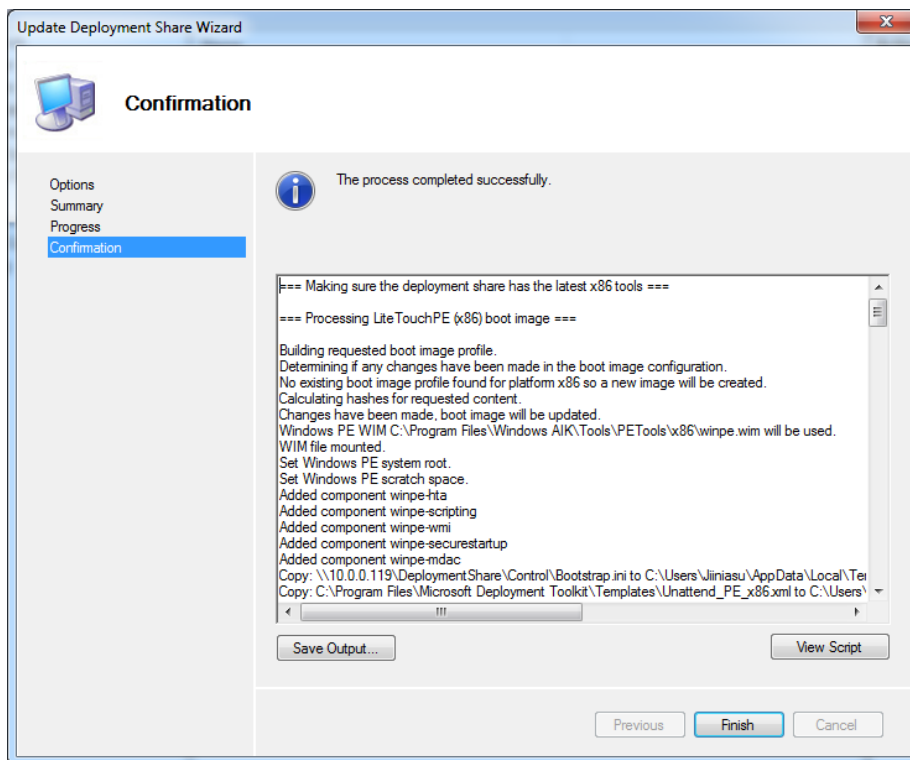 Update Deployment Share Wizard
Confirmation
Options
Summary
Progress
Confirmation
The process completed successfully.
=== Making sure the deployment share has the latest x86 tools ===
=== Processing LiteTouchPE (x86) boot image ===
Building requested boot image profile.
Determining if any changes have been made in the boot image configuration.
No existing boot image profile found for platform x86 so a new image will be created.
Calculating hashes for requested content.
Changes have been made, boot image will be updated.
Windows PE WIM C:\Program Files\Windows AIK\Tools\PETools\x86\winpe.wim will be used.
WIM file mounted.
Set Windows PE system root.
Set Windows PE scratch space.
Added component winpe-hta
Added component winpe-scripting
Added component winpe-wmi
Added component winpe-securestartup
Added component winpe-mdac
Copy: \\10.0.0.119\DeploymentShare\Control\Bootstrap.ini to C:\Users\Jiiniasu\AppData\Local\Te
Copy: C:\Program Files\Microsoft Deployment Toolkit\Templates\Unattend_PE_x86.xml to C:\Users\
Save Output...
View Script
Previous
Finish
Cancel